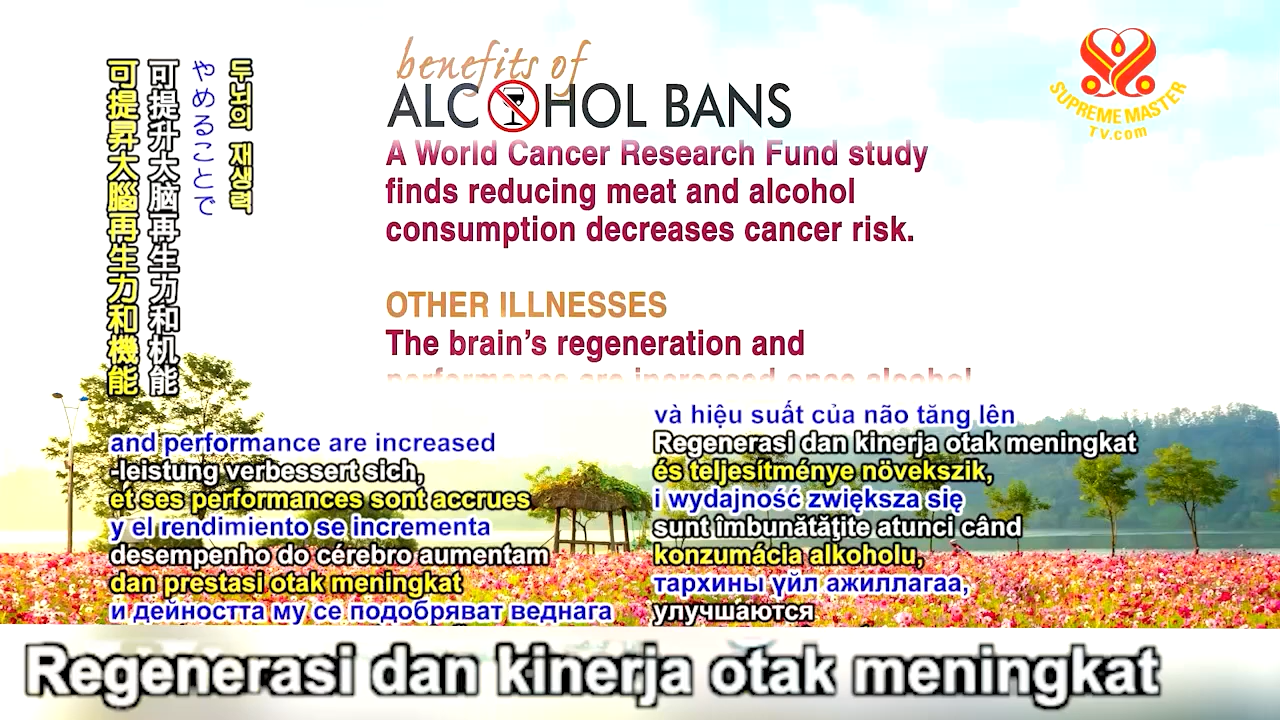 benefits of
ALCOHOL BANS
SUPREME MASTER
TV.com
A World Cancer Research Fund study
finds reducing meat and alcohol
consumption decreases cancer risk.
OTHER ILLNESSES
The brain's regeneration and
performance are increased once alcohol
두뇌의 재생력
やめることで
可提升大脑再生力和机能
可提昇大腦再生力和機能
and performance are increased
-leistung verbessert sich,
et ses performances sont accrues
y el rendimiento se incrementa
desempenho do cérebro aumentam
dan prestasi otak meningkat
и дейността му се подобряват веднага
và hiệu suất của não tăng lên
Regenerasi dan kinerja otak meningkat
és teljesítménye növekszik,
i wydajność zwiększa się
sunt îmbunătăţite atunci când
konzumácia alkoholu,
тархины үйл ажиллагаа,
улучшаются
Regenerasi dan kinerja otak meningkat